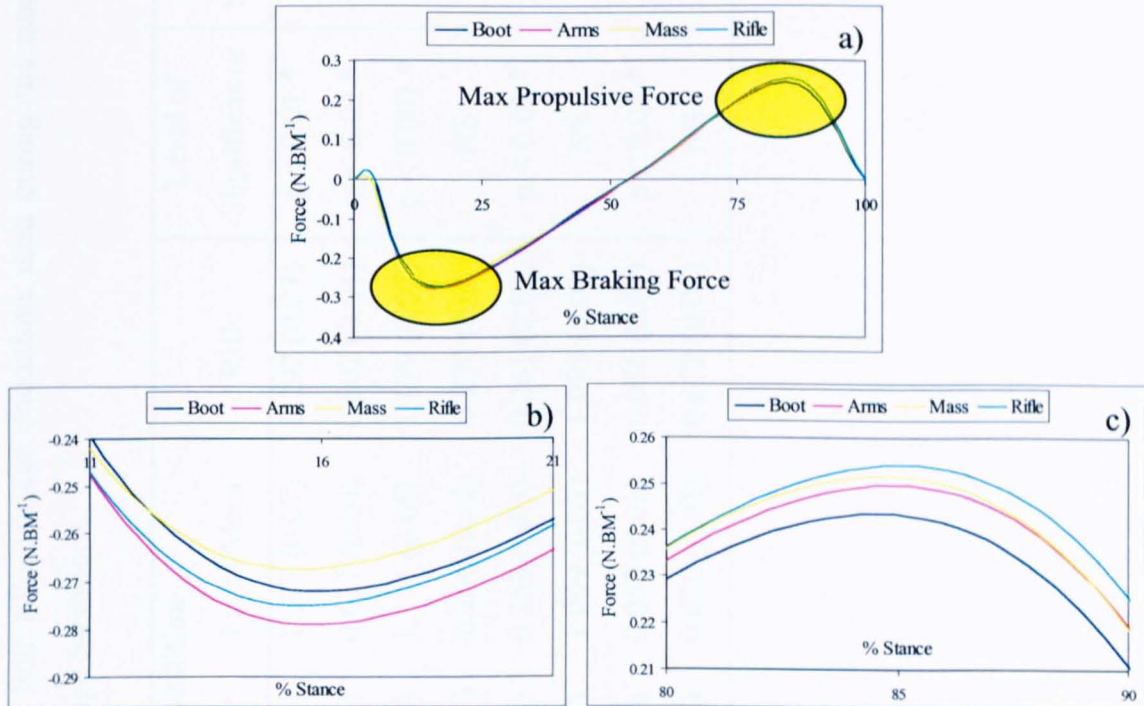 Boot Arms Mass Rifle
a)
0.3
0.2
0.1
0
-0.1
-0.2
-0.3
-0.4
Force (N.BM⁻¹)
0 25 50 75 100
Max Propulsive Force
Max Braking Force
% Stance
Boot Arms Mass Rifle
b)
-0.24
-0.25
-0.26
-0.27
-0.28
-0.29
Force (N.BM⁻¹)
11 16 21
% Stance
Boot Arms Mass Rifle
c)
0.26
0.25
0.24
0.23
0.22
0.21
Force (N.BM⁻¹)
% Stance
80 85 90